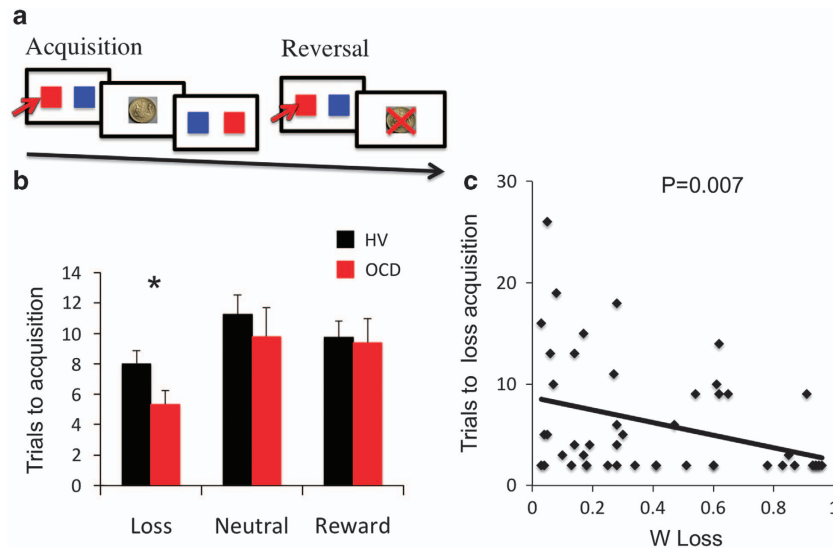 a
Acquisition
Reversal
b
HV
OCD
*
Trials to acquisition
14
12
10
8
6
4
2
0
Loss Neutral Reward
c
P=0.007
Trials to loss acquisition
30
20
10
0
0 0.2 0.4 0.6 0.8 1
W Loss